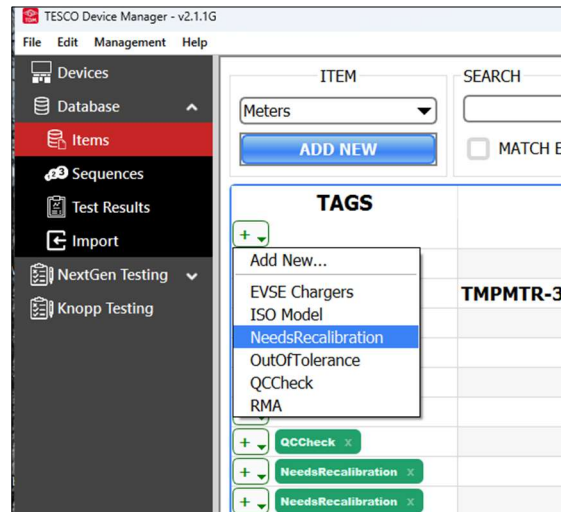 TESCO Device Manager - v2.1.1G
File Edit Management Help
Devices
Database
Items
Sequences
Test Results
Import
NextGen Testing
Knopp Testing
ITEM
Meters
ADD NEW
SEARCH
MATCH E
TAGS
+
Add New...
EVSE Chargers
ISO Model
NeedsRecalibration
OutOfTolerance
QCCheck
RMA
TMPMTR-3
+ QCCheck x
+ NeedsRecalibration x
+ NeedsRecalibration x